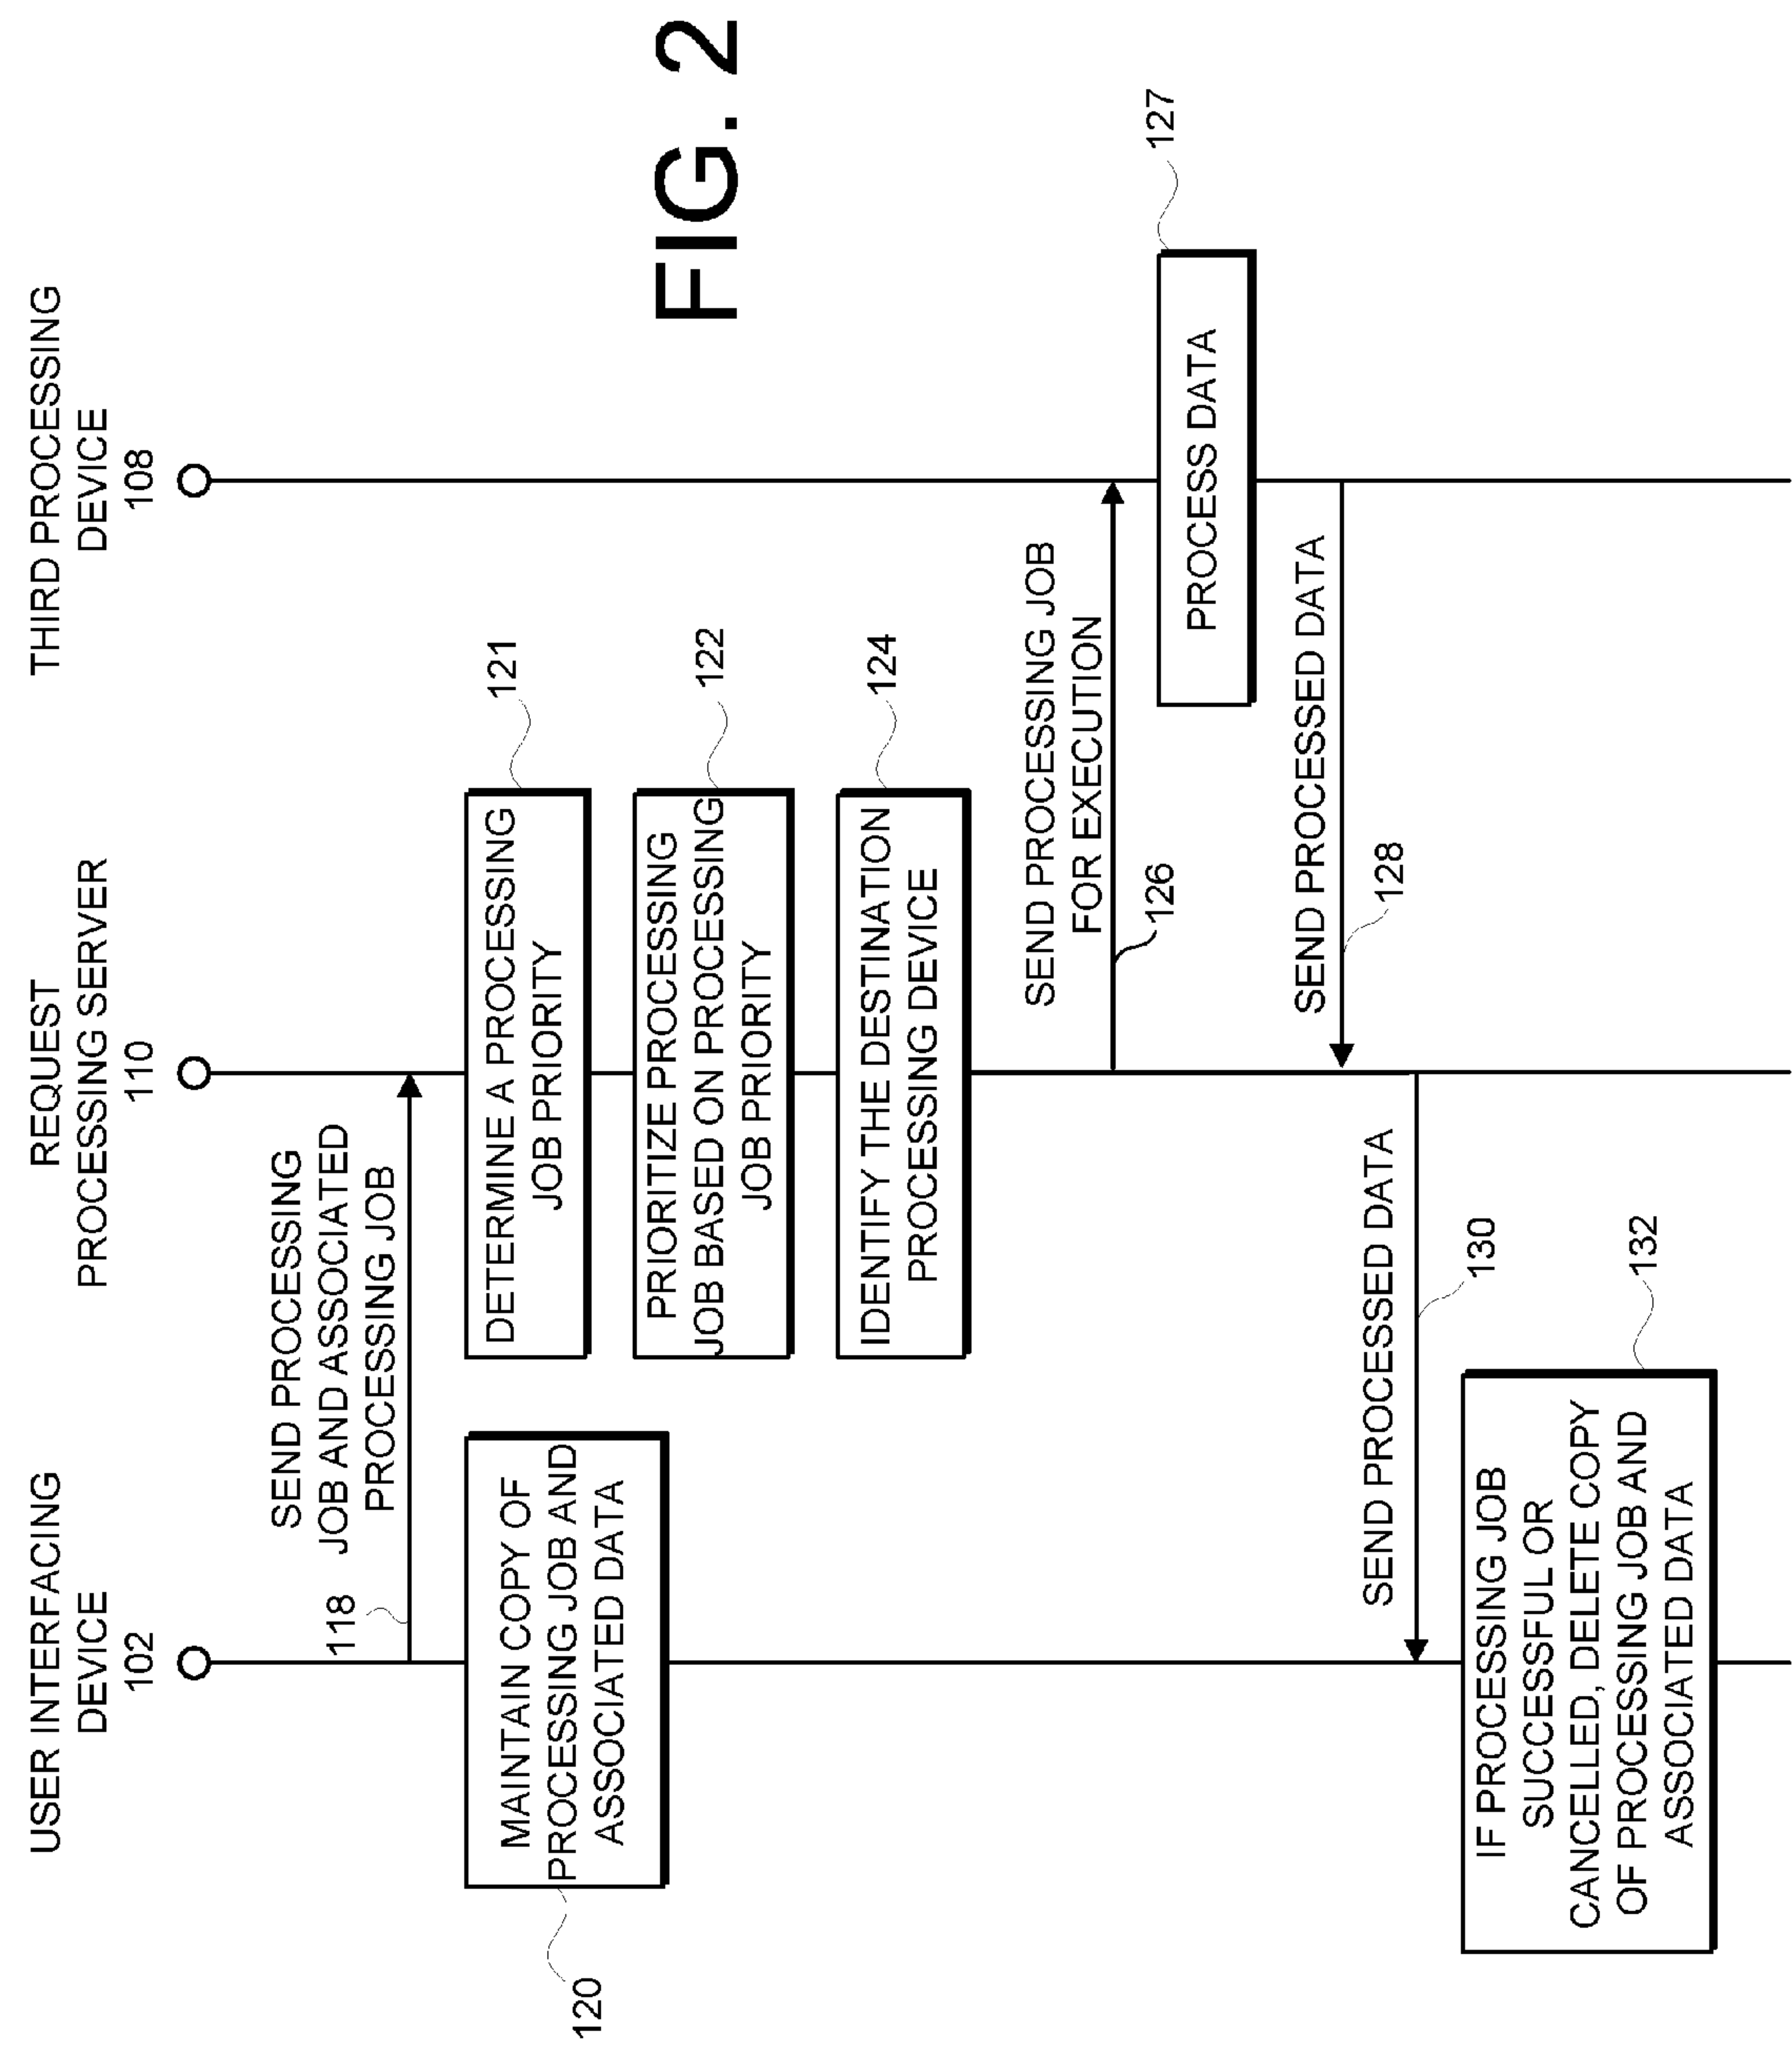 USER INTERFACING
DEVICE
102
REQUEST
PROCESSING SERVER
110
THIRD PROCESSING
DEVICE
108
118
SEND PROCESSING
JOB AND ASSOCIATED
PROCESSING JOB
120
MAINTAIN COPY OF
PROCESSING JOB AND
ASSOCIATED DATA
DETERMINE A PROCESSING
JOB PRIORITY
121
PRIORITIZE PROCESSING
JOB BASED ON PROCESSING
JOB PRIORITY
122
IDENTIFY THE DESTINATION
PROCESSING DEVICE
124
SEND PROCESSING JOB
FOR EXECUTION
126
PROCESS DATA
127
SEND PROCESSED DATA
128
SEND PROCESSED DATA
130
IF PROCESSING JOB
SUCCESSFUL OR
CANCELLED, DELETE COPY
OF PROCESSING JOB AND
ASSOCIATED DATA
132
FIG. 2